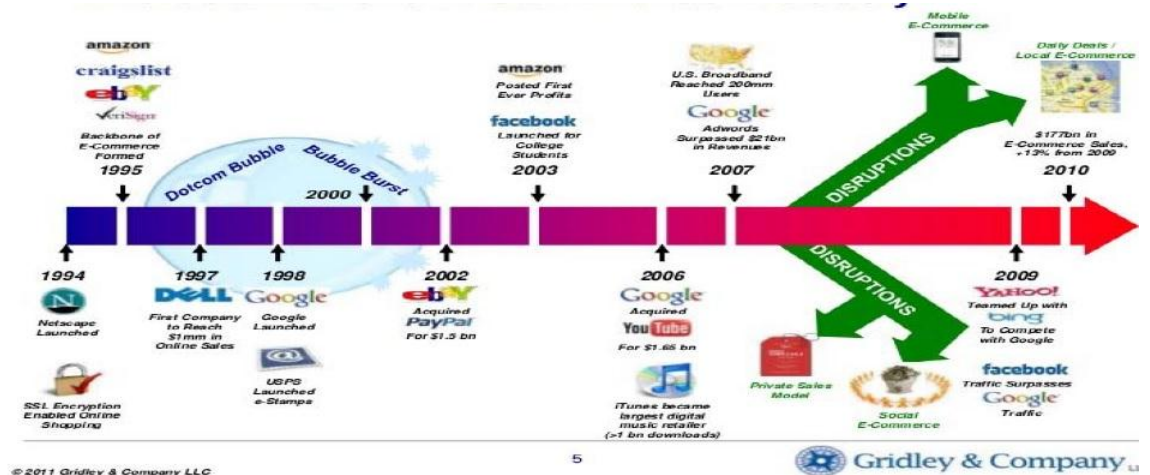 amazon
craigslist
ebay
VeriSign
Backbone of
E-Commerce
Formed
1995
Dotcom Bubble
Bubble Burst
2000
amazon
Posted First
Ever Profits
facebook
Launched for
College
Students
2003
U.S. Broadband
Reached 200mm
Users
Google
Adwords
Surpassed $21bn
in Revenues
2007
Mobile
E-Commerce
Daily Deals /
Local E-Commerce
$177bn in
E-Commerce Sales,
+13% from 2009
2010
DISRUPTIONS
DISRUPTIONS
1994
N
Netscape
Launched
SSL Encryption
Enabled Online
Shopping
1997
DELL
First Company
to Reach
$1mm in
Online Sales
1998
Google
Google
Launched
@
USPS
Launched
e-Stamps
2002
ebay
Acquired
PayPal
For $1.5 bn
2006
Google
Acquired
YouTube
For $1.65 bn
iTunes became
largest digital
music retailer
(>1 bn downloads)
Private Sales
Model
Social
E-Commerce
2009
YAHOO!
Teamed Up with
bing
To Compete
with Google
facebook
Traffic Surpasses
Google
Traffic
© 2011 Gridley & Company LLC
5
Gridley & Company